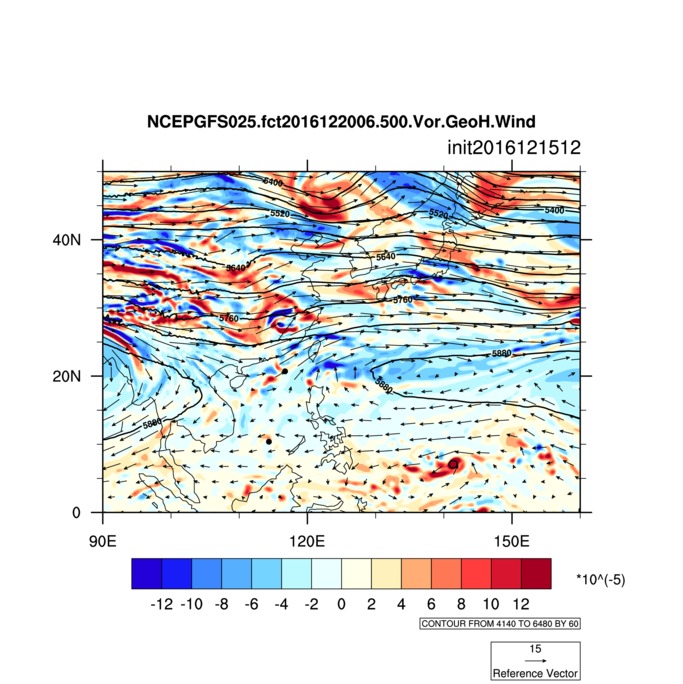 NCEPGFS025.fct2016122006.500.Vor.GeoH.Wind
init2016121512
5400
5520
5520
5400
40N
5640
5640
5760
5760
5880
20N
5880
5880
0
90E 120E 150E
-12 -10 -8 -6 -4 -2 0 2 4 6 8 10 12
*10^(-5)
CONTOUR FROM 4140 TO 6480 BY 60
15
Reference Vector